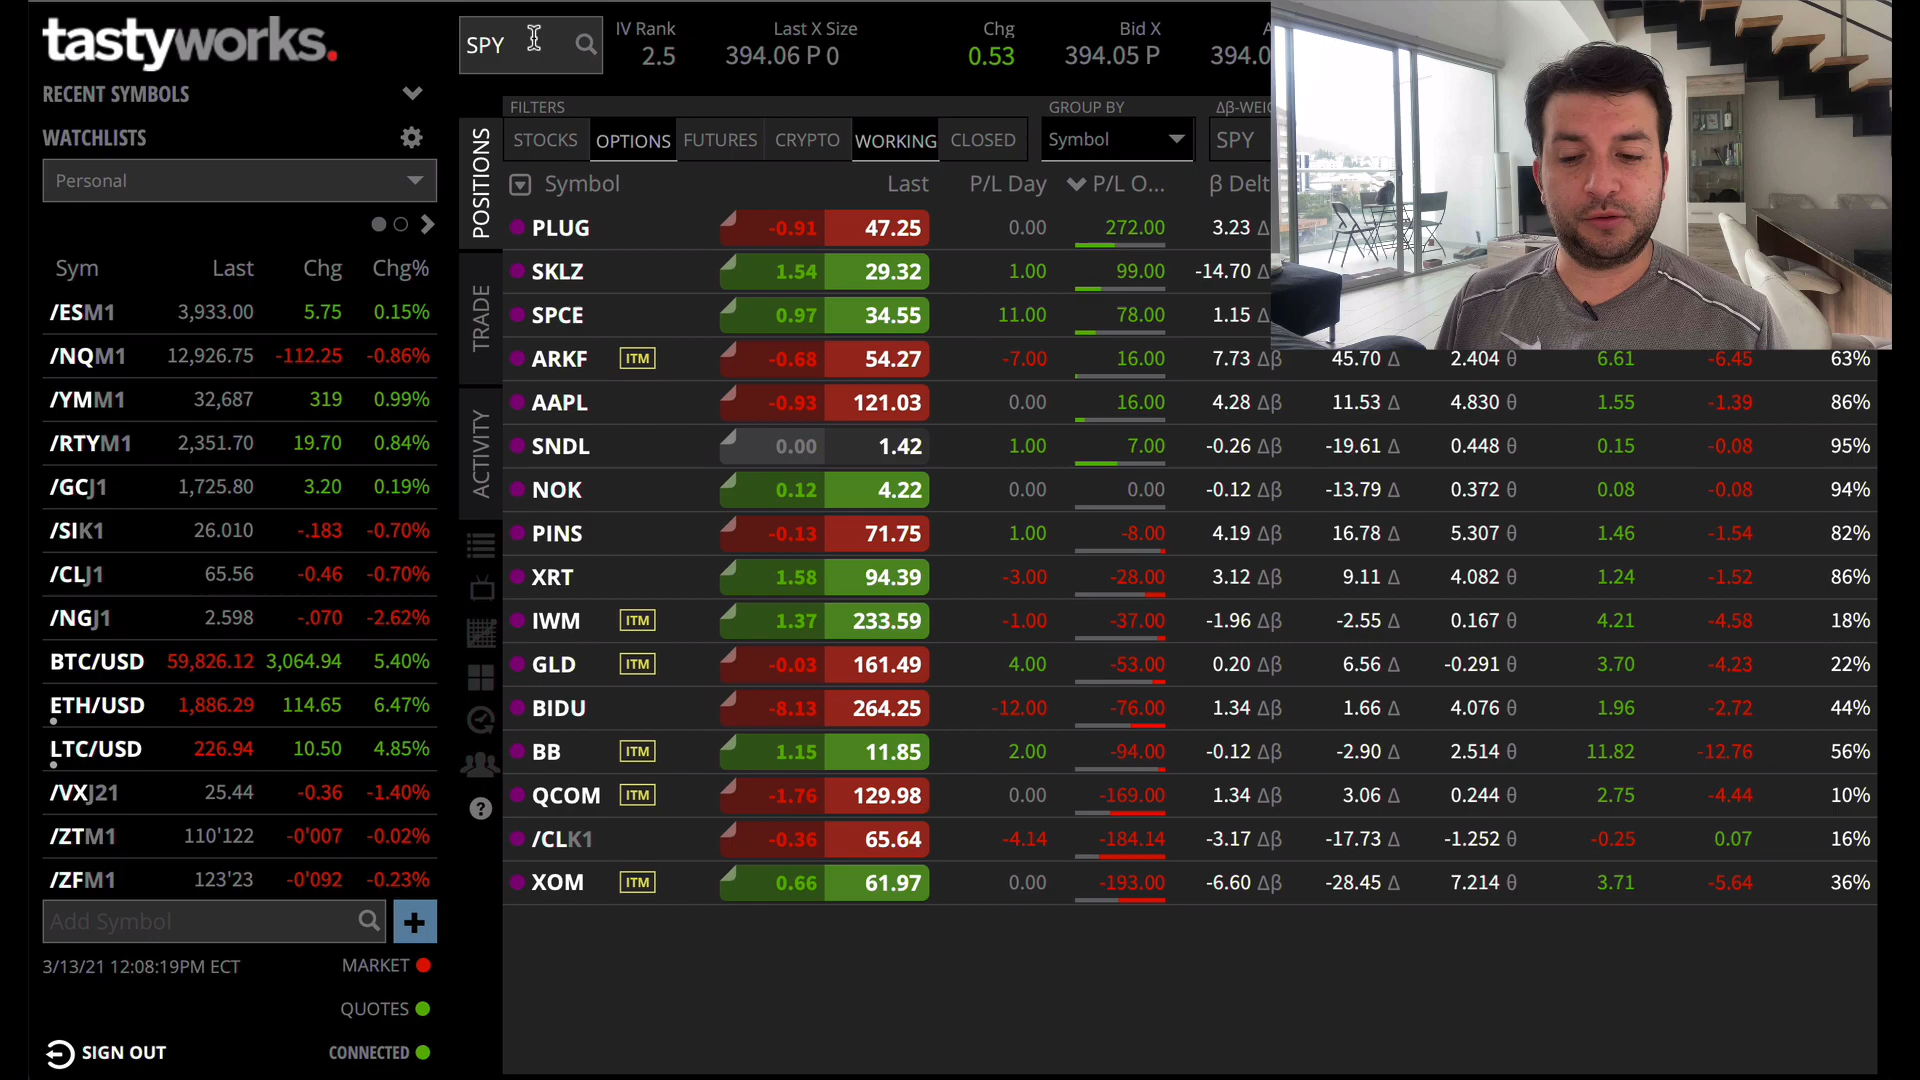 tastyworks.
RECENT SYMBOLS
WATCHLISTS
Personal
Sym Last Chg Chg%
/ESM1 3,933.00 5.75 0.15%
/NQM1 12,926.75 -112.25 -0.86%
/YMM1 32,687 319 0.99%
/RTYM1 2,351.70 19.70 0.84%
/GCJ1 1,725.80 3.20 0.19%
/SIK1 26.010 -.183 -0.70%
/CLJ1 65.56 -0.46 -0.70%
/NGJ1 2.598 -.070 -2.62%
BTC/USD 59,826.12 3,064.94 5.40%
ETH/USD 1,886.29 114.65 6.47%
LTC/USD 226.94 10.50 4.85%
/VXJ21 25.44 -0.36 -1.40%
/ZTM1 110'122 -0'007 -0.02%
/ZFM1 123'23 -0'092 -0.23%
Add Symbol
3/13/21 12:08:19PM ECT MARKET
QUOTES
SIGN OUT CONNECTED
SPY
IV Rank Last X Size Chg Bid X
2.5 394.06 P 0 0.53 394.05 P 394.0
POSITIONS
TRADE
ACTIVITY
FILTERS GROUP BY Δβ-WEIG
STOCKS OPTIONS FUTURES CRYPTO WORKING CLOSED Symbol SPY
Symbol Last P/L Day P/L O... β Delt
PLUG -0.91 47.25 0.00 272.00 3.23 Δ
SKLZ 1.54 29.32 1.00 99.00 -14.70 Δ
SPCE 0.97 34.55 11.00 78.00 1.15 Δ
ARKF ITM -0.68 54.27 -7.00 16.00 7.73 Δβ 45.70 Δ 2.404 θ 6.61 -6.45 63%
AAPL -0.93 121.03 0.00 16.00 4.28 Δβ 11.53 Δ 4.830 θ 1.55 -1.39 86%
SNDL 0.00 1.42 1.00 7.00 -0.26 Δβ -19.61 Δ 0.448 θ 0.15 -0.08 95%
NOK 0.12 4.22 0.00 0.00 -0.12 Δβ -13.79 Δ 0.372 θ 0.08 -0.08 94%
PINS -0.13 71.75 1.00 -8.00 4.19 Δβ 16.78 Δ 5.307 θ 1.46 -1.54 82%
XRT 1.58 94.39 -3.00 -28.00 3.12 Δβ 9.11 Δ 4.082 θ 1.24 -1.52 86%
IWM ITM 1.37 233.59 -1.00 -37.00 -1.96 Δβ -2.55 Δ 0.167 θ 4.21 -4.58 18%
GLD ITM -0.03 161.49 4.00 -53.00 0.20 Δβ 6.56 Δ -0.291 θ 3.70 -4.23 22%
BIDU -8.13 264.25 -12.00 -76.00 1.34 Δβ 1.66 Δ 4.076 θ 1.96 -2.72 44%
BB ITM 1.15 11.85 2.00 -94.00 -0.12 Δβ -2.90 Δ 2.514 θ 11.82 -12.76 56%
QCOM ITM -1.76 129.98 0.00 -169.00 1.34 Δβ 3.06 Δ 0.244 θ 2.75 -4.44 10%
/CLK1 -0.36 65.64 -4.14 -184.14 -3.17 Δβ -17.73 Δ -1.252 θ -0.25 0.07 16%
XOM ITM 0.66 61.97 0.00 -193.00 -6.60 Δβ -28.45 Δ 7.214 θ 3.71 -5.64 36%